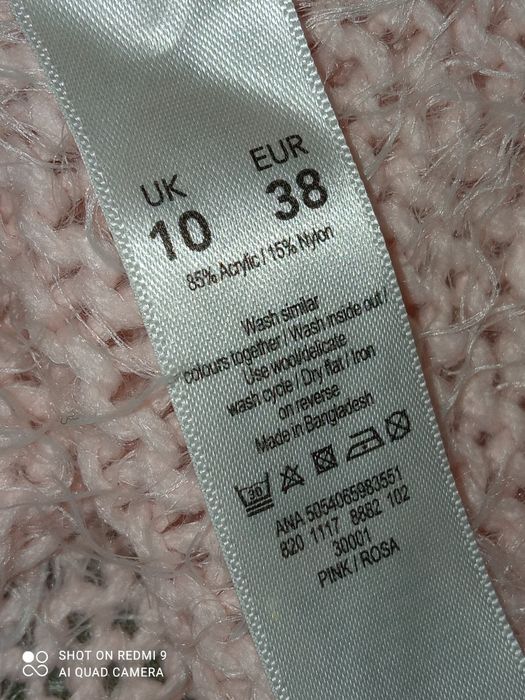 UK EUR
10 38
85% Acrylic / 15% Nylon
Wash similar
colours together / Wash inside out /
Use wool/delicate
wash cycle / Dry flat / Iron
on reverse
Made in Bangladesh
30
ANA 5054065983551
820 1117 8882 102
30001
PINK / ROSA
SHOT ON REDMI 9
AI QUAD CAMERA